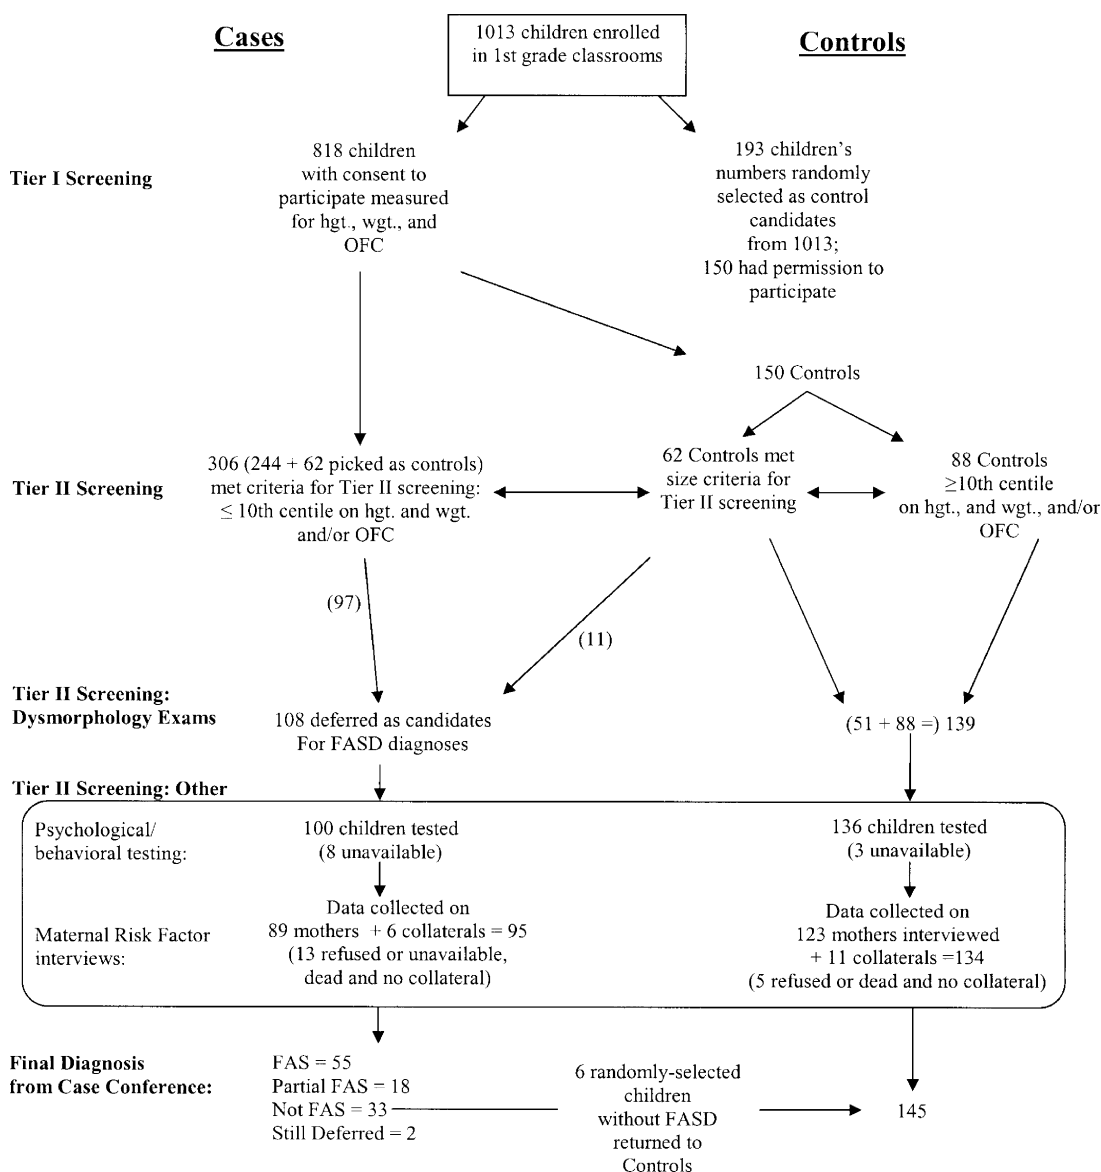 Cases
1013 children enrolled
in 1st grade classrooms
Controls
Tier I Screening
818 children
with consent to
participate measured
for hgt., wgt., and
OFC
193 children's
numbers randomly
selected as control
candidates
from 1013;
150 had permission to
participate
150 Controls
Tier II Screening
306 (244 + 62 picked as controls)
met criteria for Tier II screening:
≤ 10th centile on hgt. and wgt.
and/or OFC
62 Controls met
size criteria for
Tier II screening
88 Controls
≥10th centile
on hgt., and wgt., and/or
OFC
(97)
(11)
Tier II Screening:
Dysmorphology Exams
108 deferred as candidates
For FASD diagnoses
(51 + 88 =) 139
Tier II Screening: Other
Psychological/
behavioral testing:
100 children tested
(8 unavailable)
136 children tested
(3 unavailable)
Maternal Risk Factor
interviews:
Data collected on
89 mothers + 6 collaterals = 95
(13 refused or unavailable,
dead and no collateral)
Data collected on
123 mothers interviewed
+ 11 collaterals =134
(5 refused or dead and no collateral)
Final Diagnosis
from Case Conference:
FAS = 55
Partial FAS = 18
Not FAS = 33
Still Deferred = 2
6 randomly-selected
children
without FASD
returned to
Controls
145